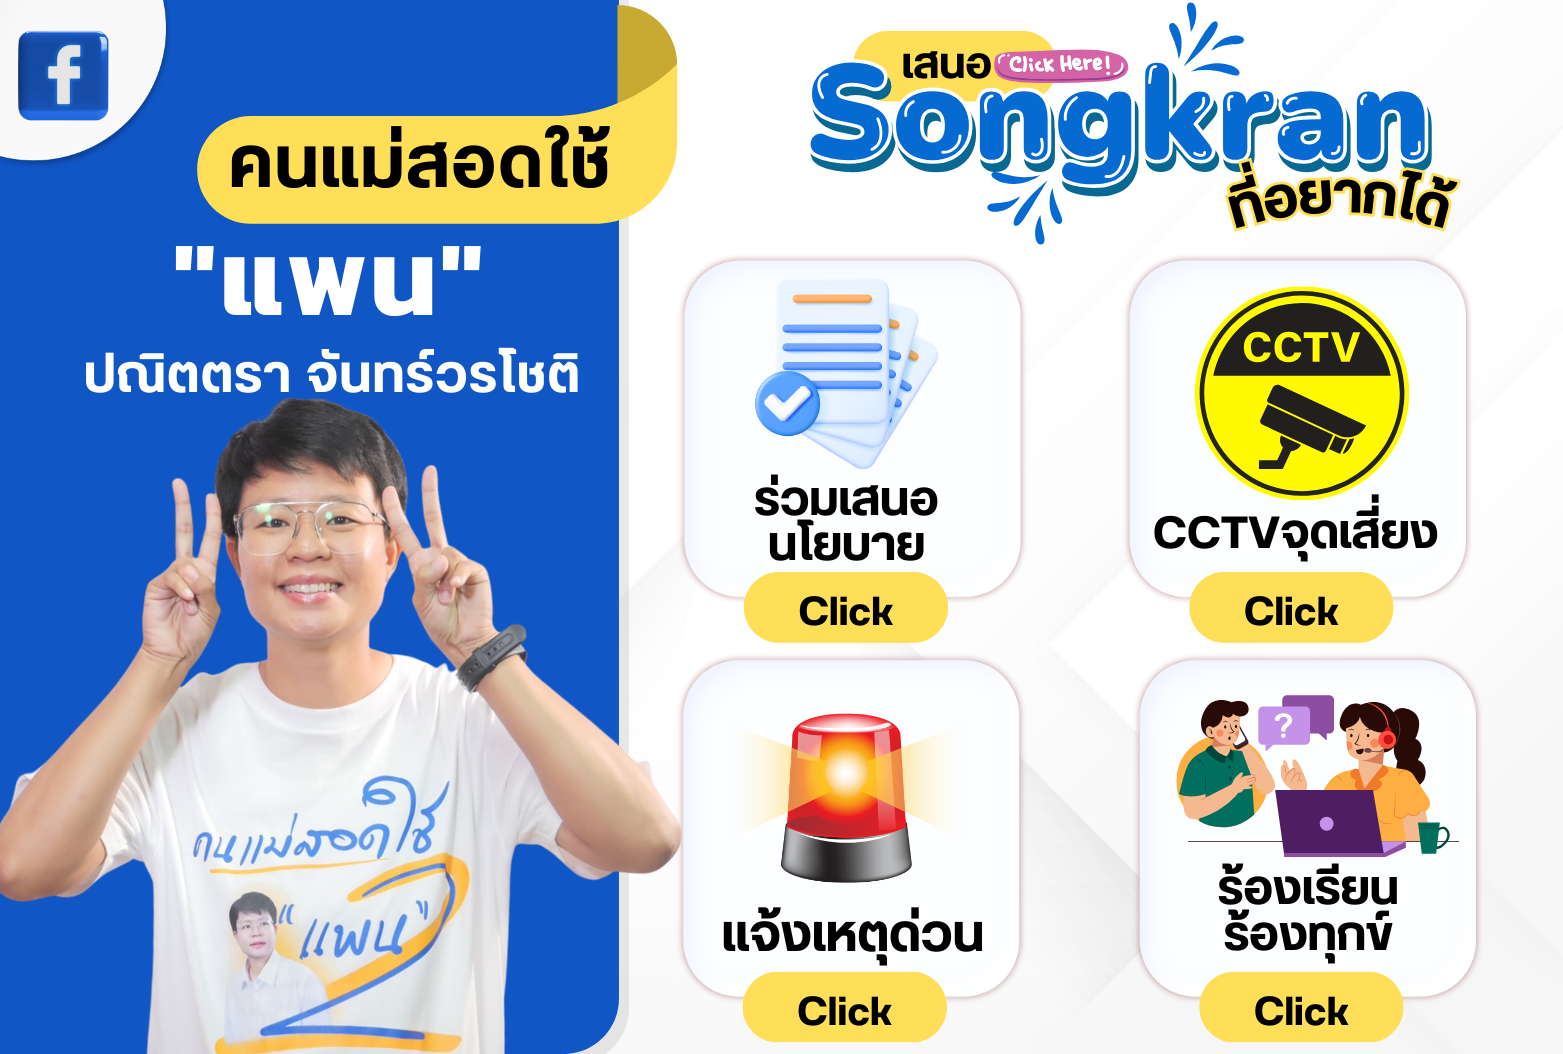 f
คนแม่สอดใช้
"แพน"
ปณิตตรา จันทร์วรโชติ
คนแม่สอดใช้
"แพน"
2
เสนอ Click Here!
Songkran
ที่อยากได้
ร่วมเสนอ
นโยบาย
Click
CCTV
CCTVจุดเสี่ยง
Click
แจ้งเหตุด่วน
Click
?
ร้องเรียน
ร้องทุกข์
Click